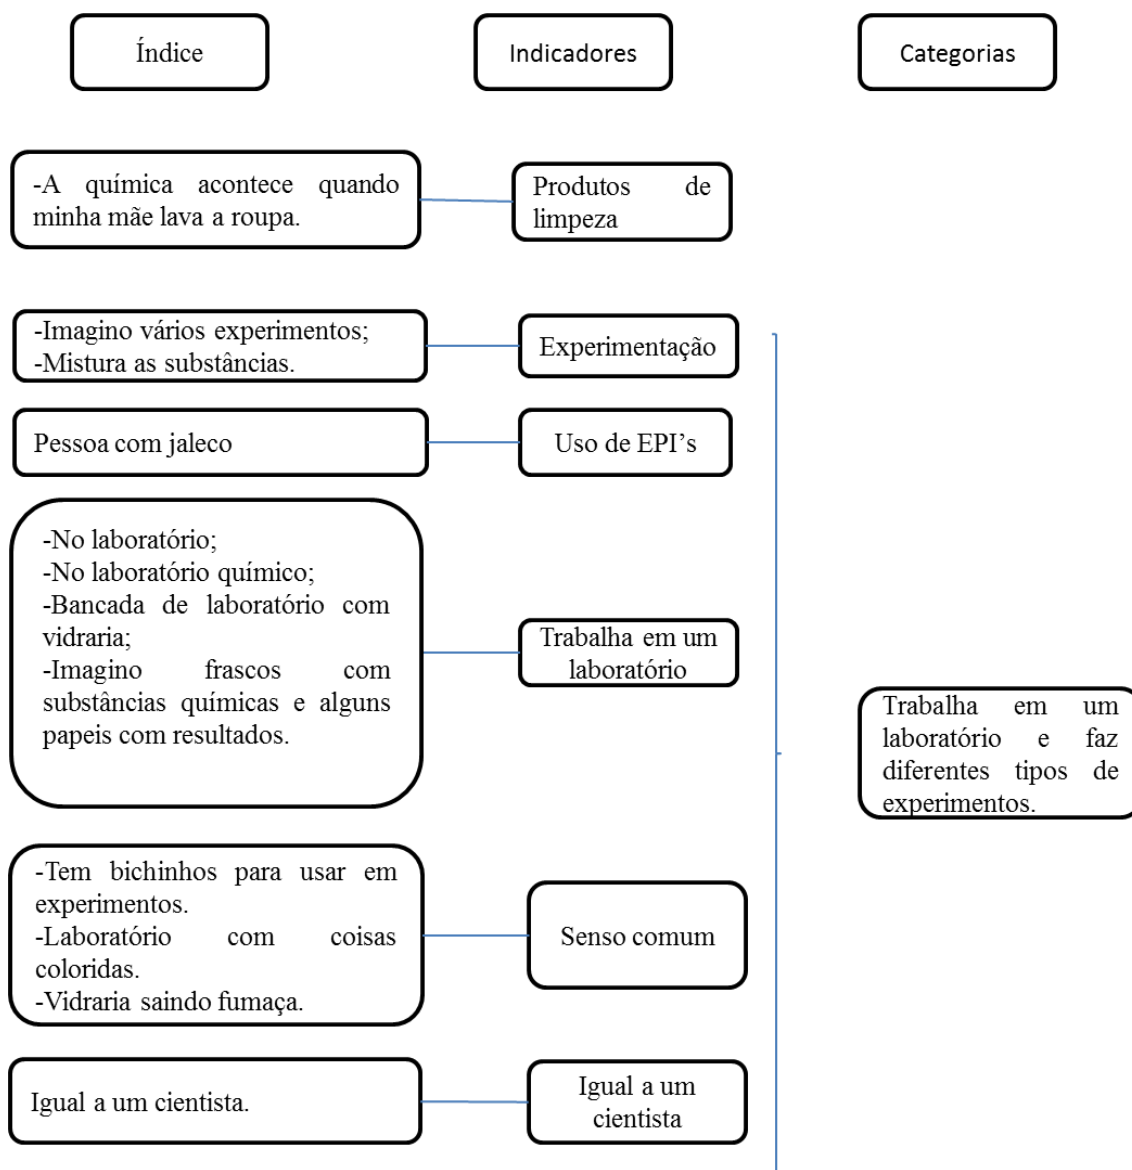 Índice
Indicadores
Categorias
-A química acontece quando
minha mãe lava a roupa.
Produtos de
limpeza
-Imagino vários experimentos;
-Mistura as substâncias.
Experimentação
Pessoa com jaleco
Uso de EPI’s
-No laboratório;
-No laboratório químico;
-Bancada de laboratório com
vidraria;
-Imagino frascos com
substâncias químicas e alguns
papeis com resultados.
Trabalha em um
laboratório
Trabalha em um
laboratório e faz
diferentes tipos de
experimentos.
-Tem bichinhos para usar em
experimentos.
-Laboratório com coisas
coloridas.
-Vidraria saindo fumaça.
Senso comum
Igual a um cientista.
Igual a um
cientista